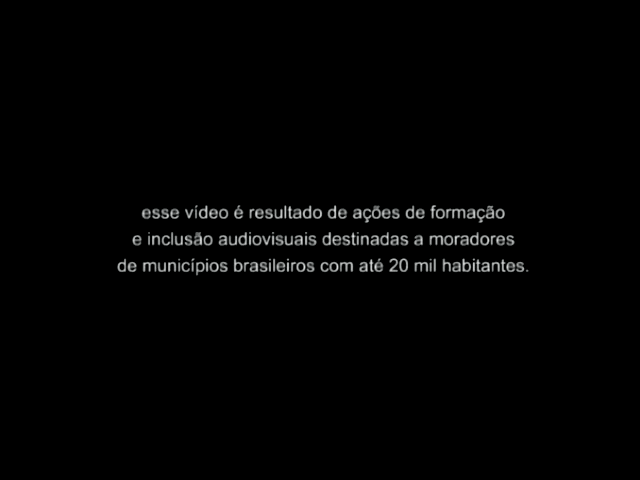 esse vídeo é resultado de ações de formação
e inclusão audiovisuais destinadas a moradores
de municípios brasileiros com até 20 mil habitantes.